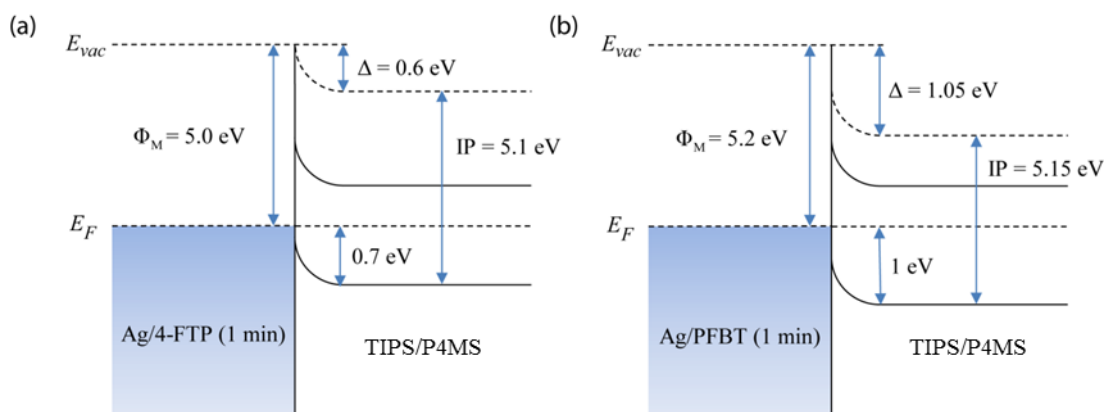 (a)
E_vac
Δ = 0.6 eV
Φ_M = 5.0 eV
IP = 5.1 eV
E_F
0.7 eV
Ag/4-FTP (1 min)
TIPS/P4MS
(b)
E_vac
Δ = 1.05 eV
Φ_M = 5.2 eV
IP = 5.15 eV
E_F
1 eV
Ag/PFBT (1 min)
TIPS/P4MS